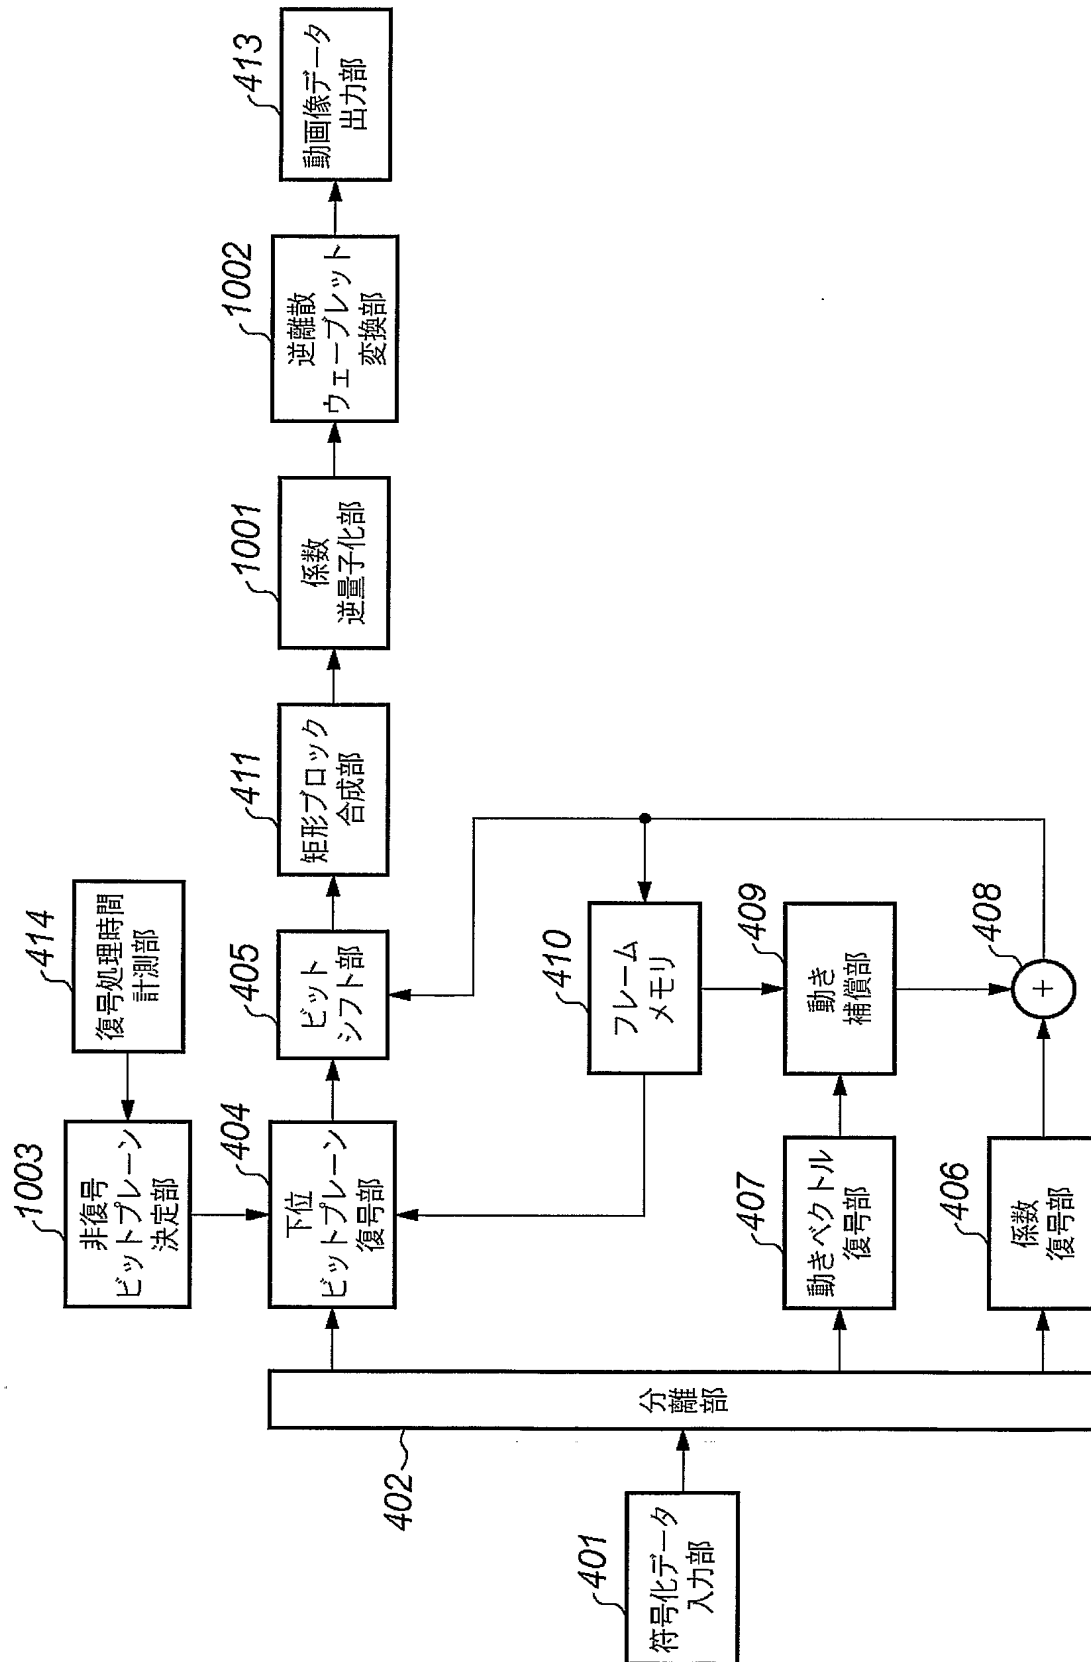 414
復号処理時間
計測部
1003
非復号
ビットプレーン
決定部
404
下位
ビットプレーン
復号部
405
ビット
シフト部
411
矩形ブロック
合成部
1001
係数
逆量子化部
1002
逆離散
ウェーブレット
変換部
413
動画像データ
出力部
401
符号化データ
入力部
402
分離部
410
フレーム
メモリ
407
動きベクトル
復号部
409
動き
補償部
406
係数
復号部
408
+